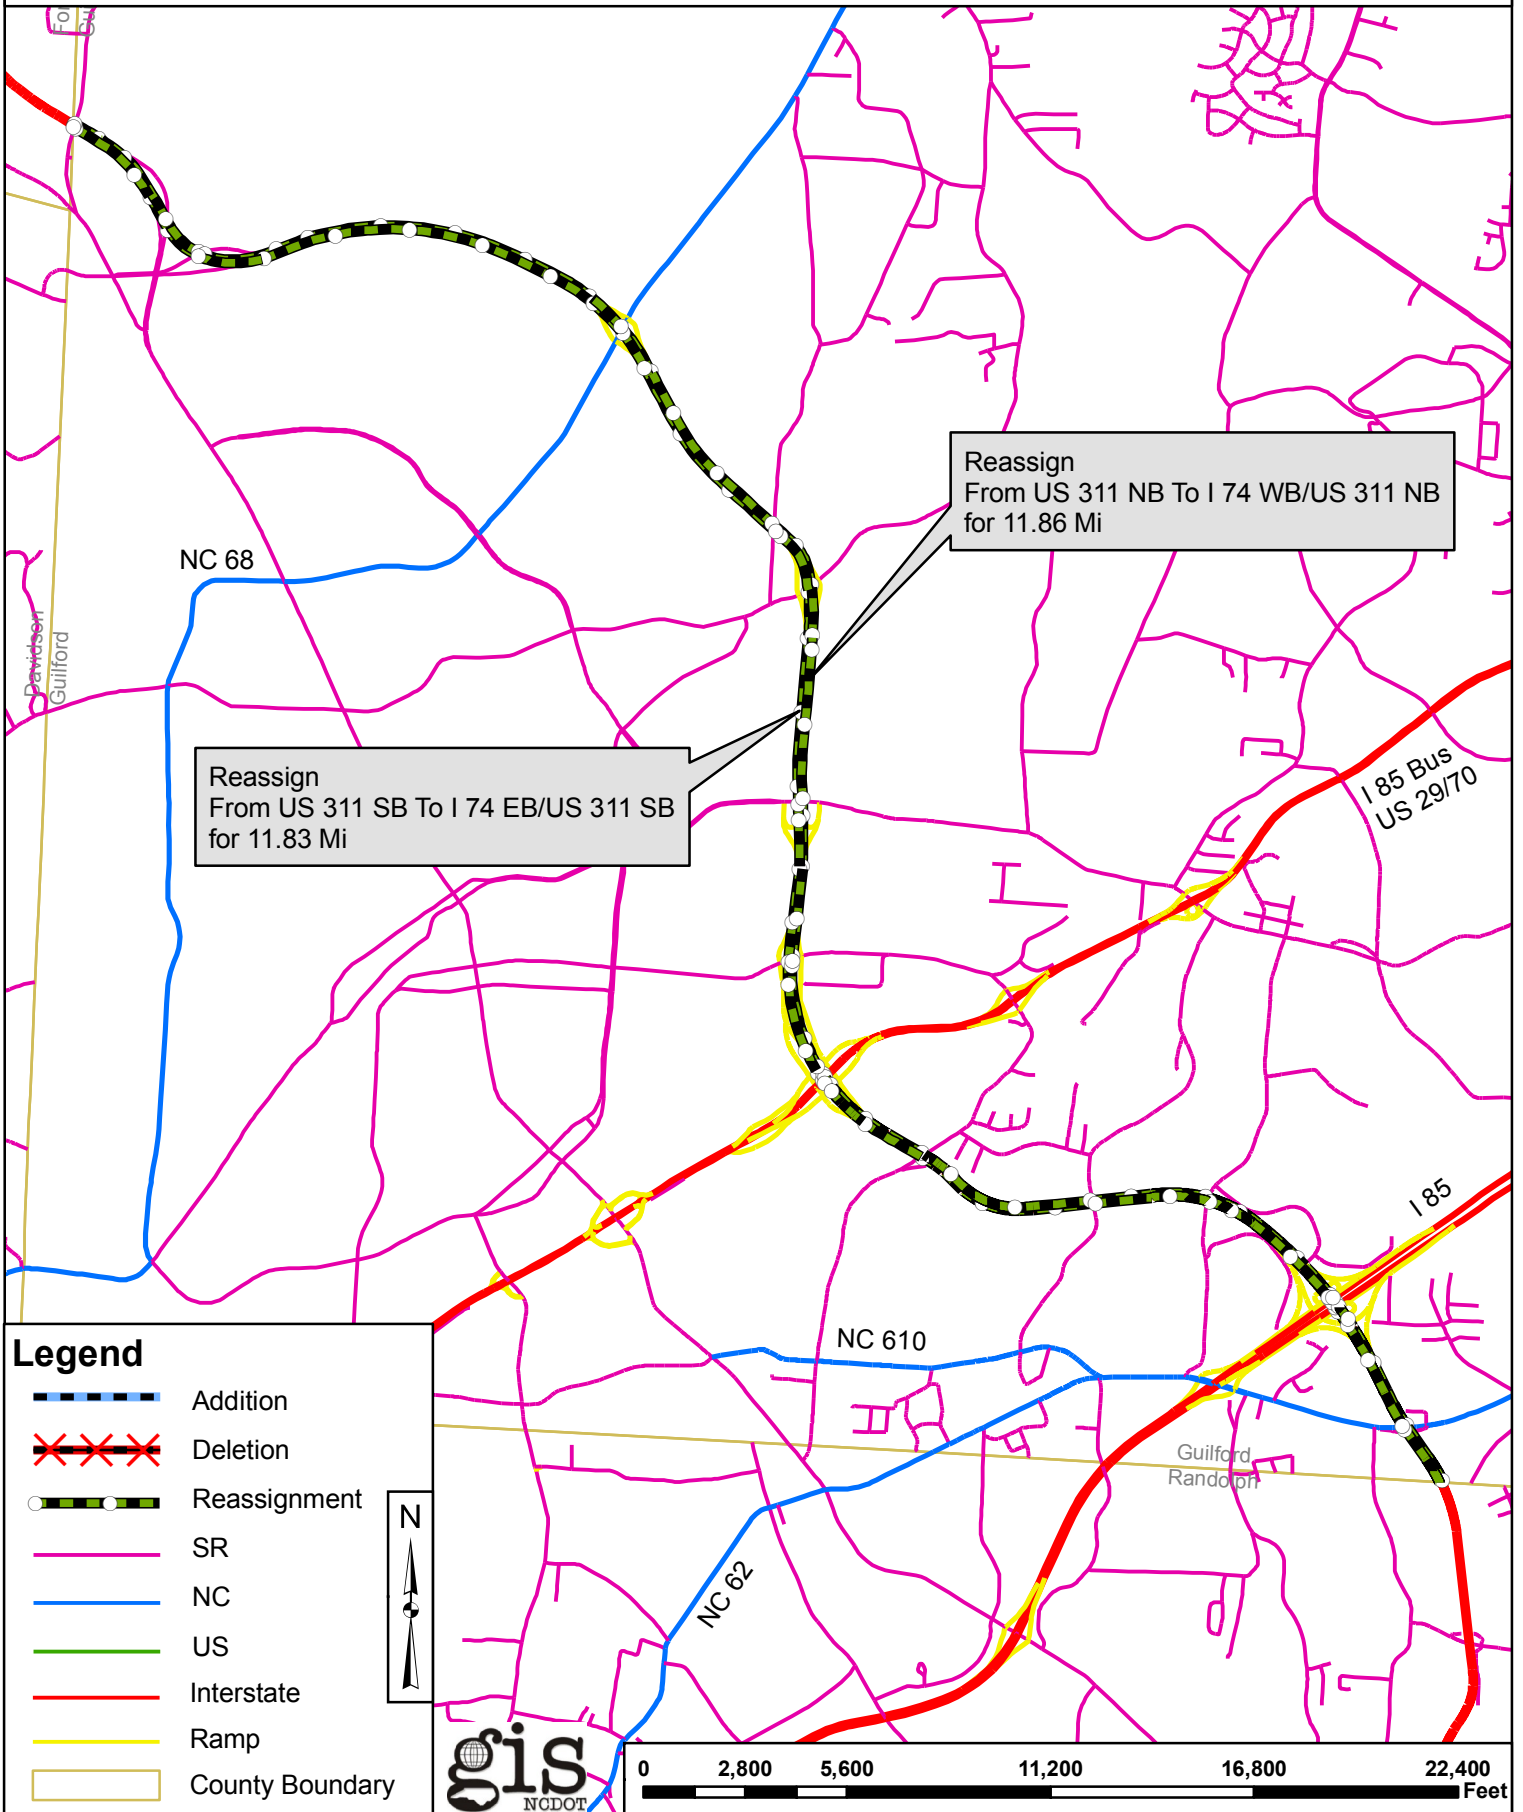 For
Gu
Reassign
From US 311 NB To I 74 WB/US 311 NB
for 11.86 Mi
NC 68
Davidson
Guilford
Reassign
From US 311 SB To I 74 EB/US 311 SB
for 11.83 Mi
I 85 Bus
US 29/70
I 85
NC 610
Guilford
Randolph
NC 62
Legend
Addition
Deletion
Reassignment
SR
NC
US
Interstate
Ramp
County Boundary
N
gis
NCDOT
0 2,800 5,600 11,200 16,800 22,400
Feet